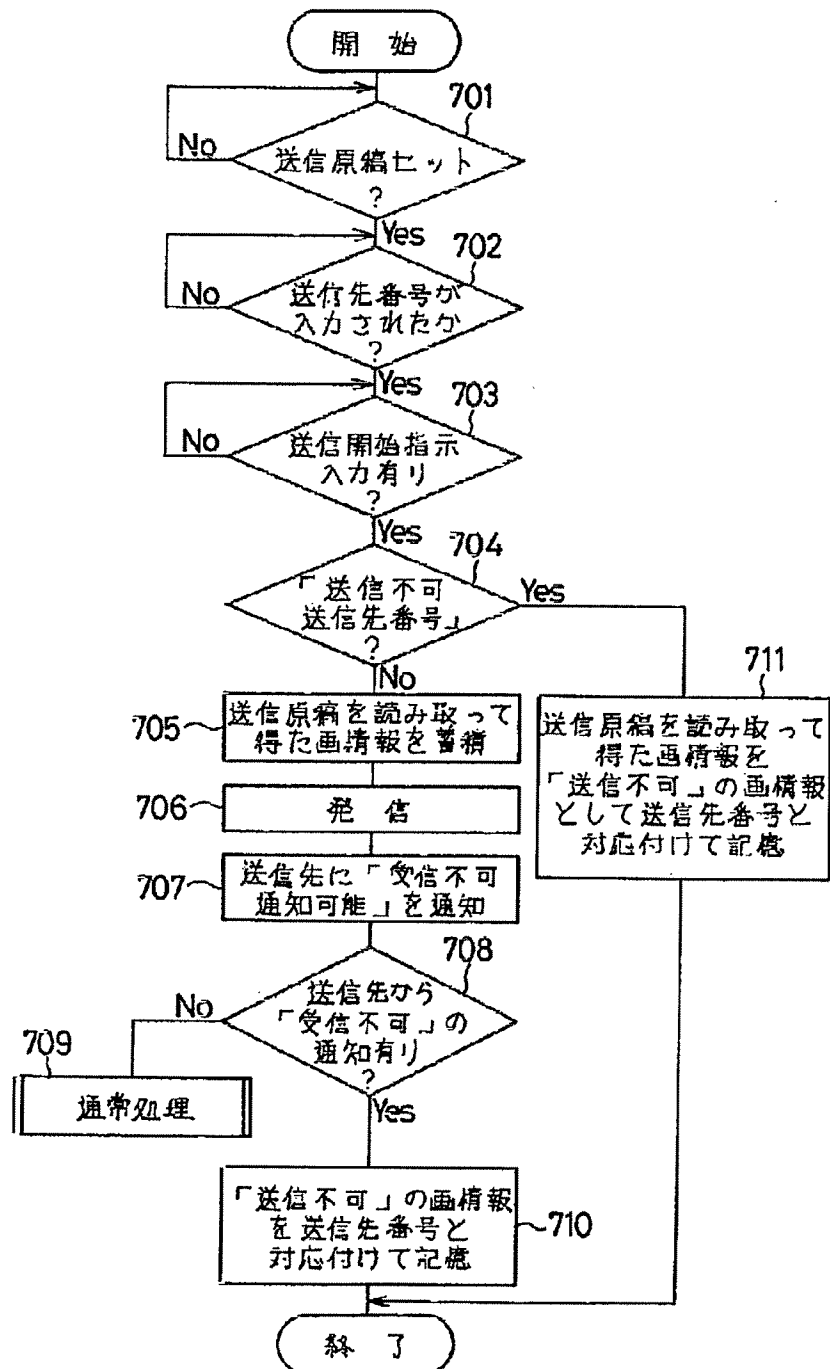 開始
701
送信原稿セット
?
No
Yes
702
送信先番号が
入力されたか
?
No
Yes
703
送信開始指示
入力有り
?
No
Yes
704
「送信不可
送信先番号」
?
Yes
No
705
送信原稿を読み取って
得た画情報を蓄積
711
送信原稿を読み取って
得た画情報を
「送信不可」の画情報
として送信先番号と
対応付けて記憶
706
発信
707
送信先に「受信不可
通知可能」を通知
708
送信先から
「受信不可」の
通知有り
?
No
709
通常処理
Yes
「送信不可」の画情報
を送信先番号と
対応付けて記憶
710
終了